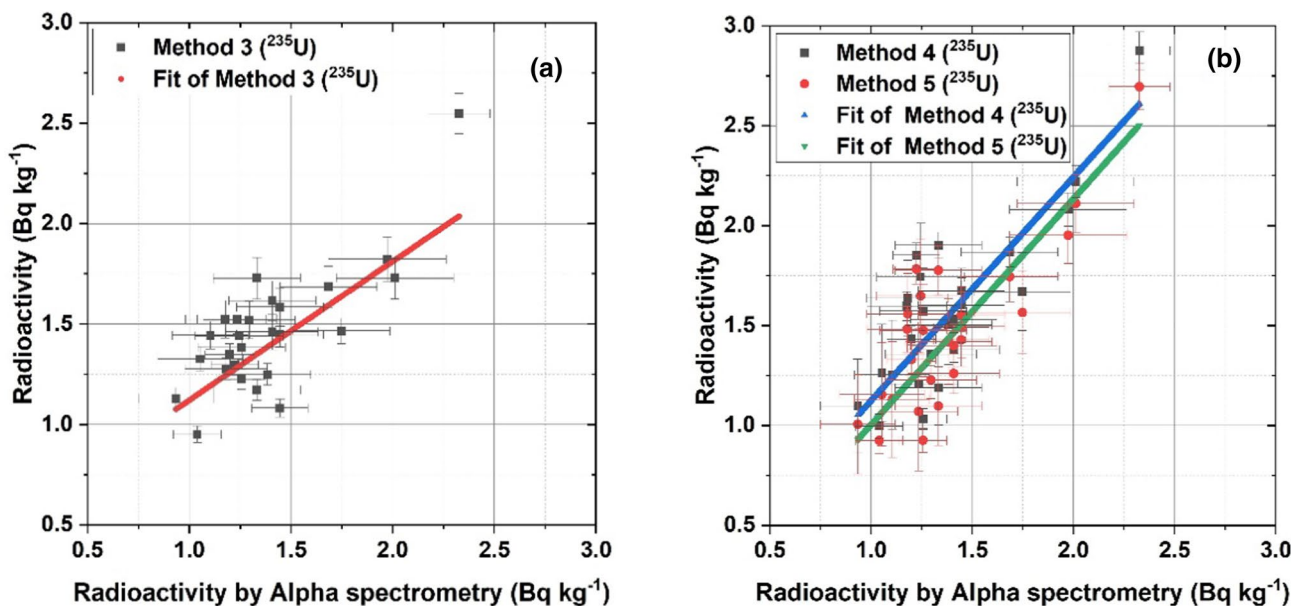 Method 3 (²³⁵U)
Fit of Method 3 (²³⁵U)
(a)
Radioactivity (Bq kg⁻¹)
3.0
2.5
2.0
1.5
1.0
0.5
0.5 1.0 1.5 2.0 2.5 3.0
Radioactivity by Alpha spectrometry (Bq kg⁻¹)
Method 4 (²³⁵U)
Method 5 (²³⁵U)
Fit of Method 4 (²³⁵U)
Fit of Method 5 (²³⁵U)
(b)
Radioactivity (Bq kg⁻¹)
3.0
2.5
2.0
1.5
1.0
0.5
0.5 1.0 1.5 2.0 2.5 3.0
Radioactivity by Alpha spectrometry (Bq kg⁻¹)